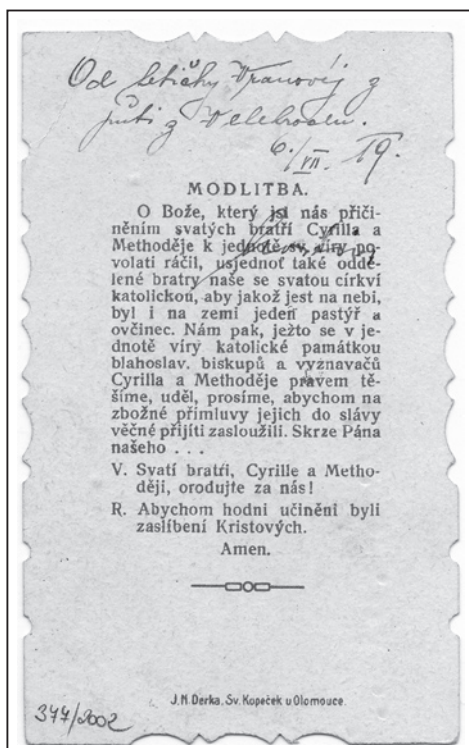 Od tetičky Vranovéj z
pouti z Velehradu.
6./VII. 19.
MODLITBA.
O Bože, který jsi nás přiči-
něním svatých bratří Cyrilla a
Methoděje k jednotě sv. víry po-
volati ráčil, usjednoť také oddě-
lené bratry naše se svatou církví
katolickou, aby jakož jest na nebi,
byl i na zemi jeden pastýř a
ovčinec. Nám pak, ježto se v je-
dnotě víry katolické památkou
blahoslav. biskupů a vyznavačů
Cyrilla a Methoděje právem tě-
šíme, uděl, prosíme, abychom na
zbožné přímluvy jejich do slávy
věčné přijíti zasloužili. Skrze Pána
našeho . . .
V. Svatí bratři, Cyrille a Metho-
ději, orodujte za nás!
R. Abychom hodni učiněni byli
zaslíbení Kristových.
Amen.
J. N. Derka, Sv. Kopeček u Olomouce.
377/2002